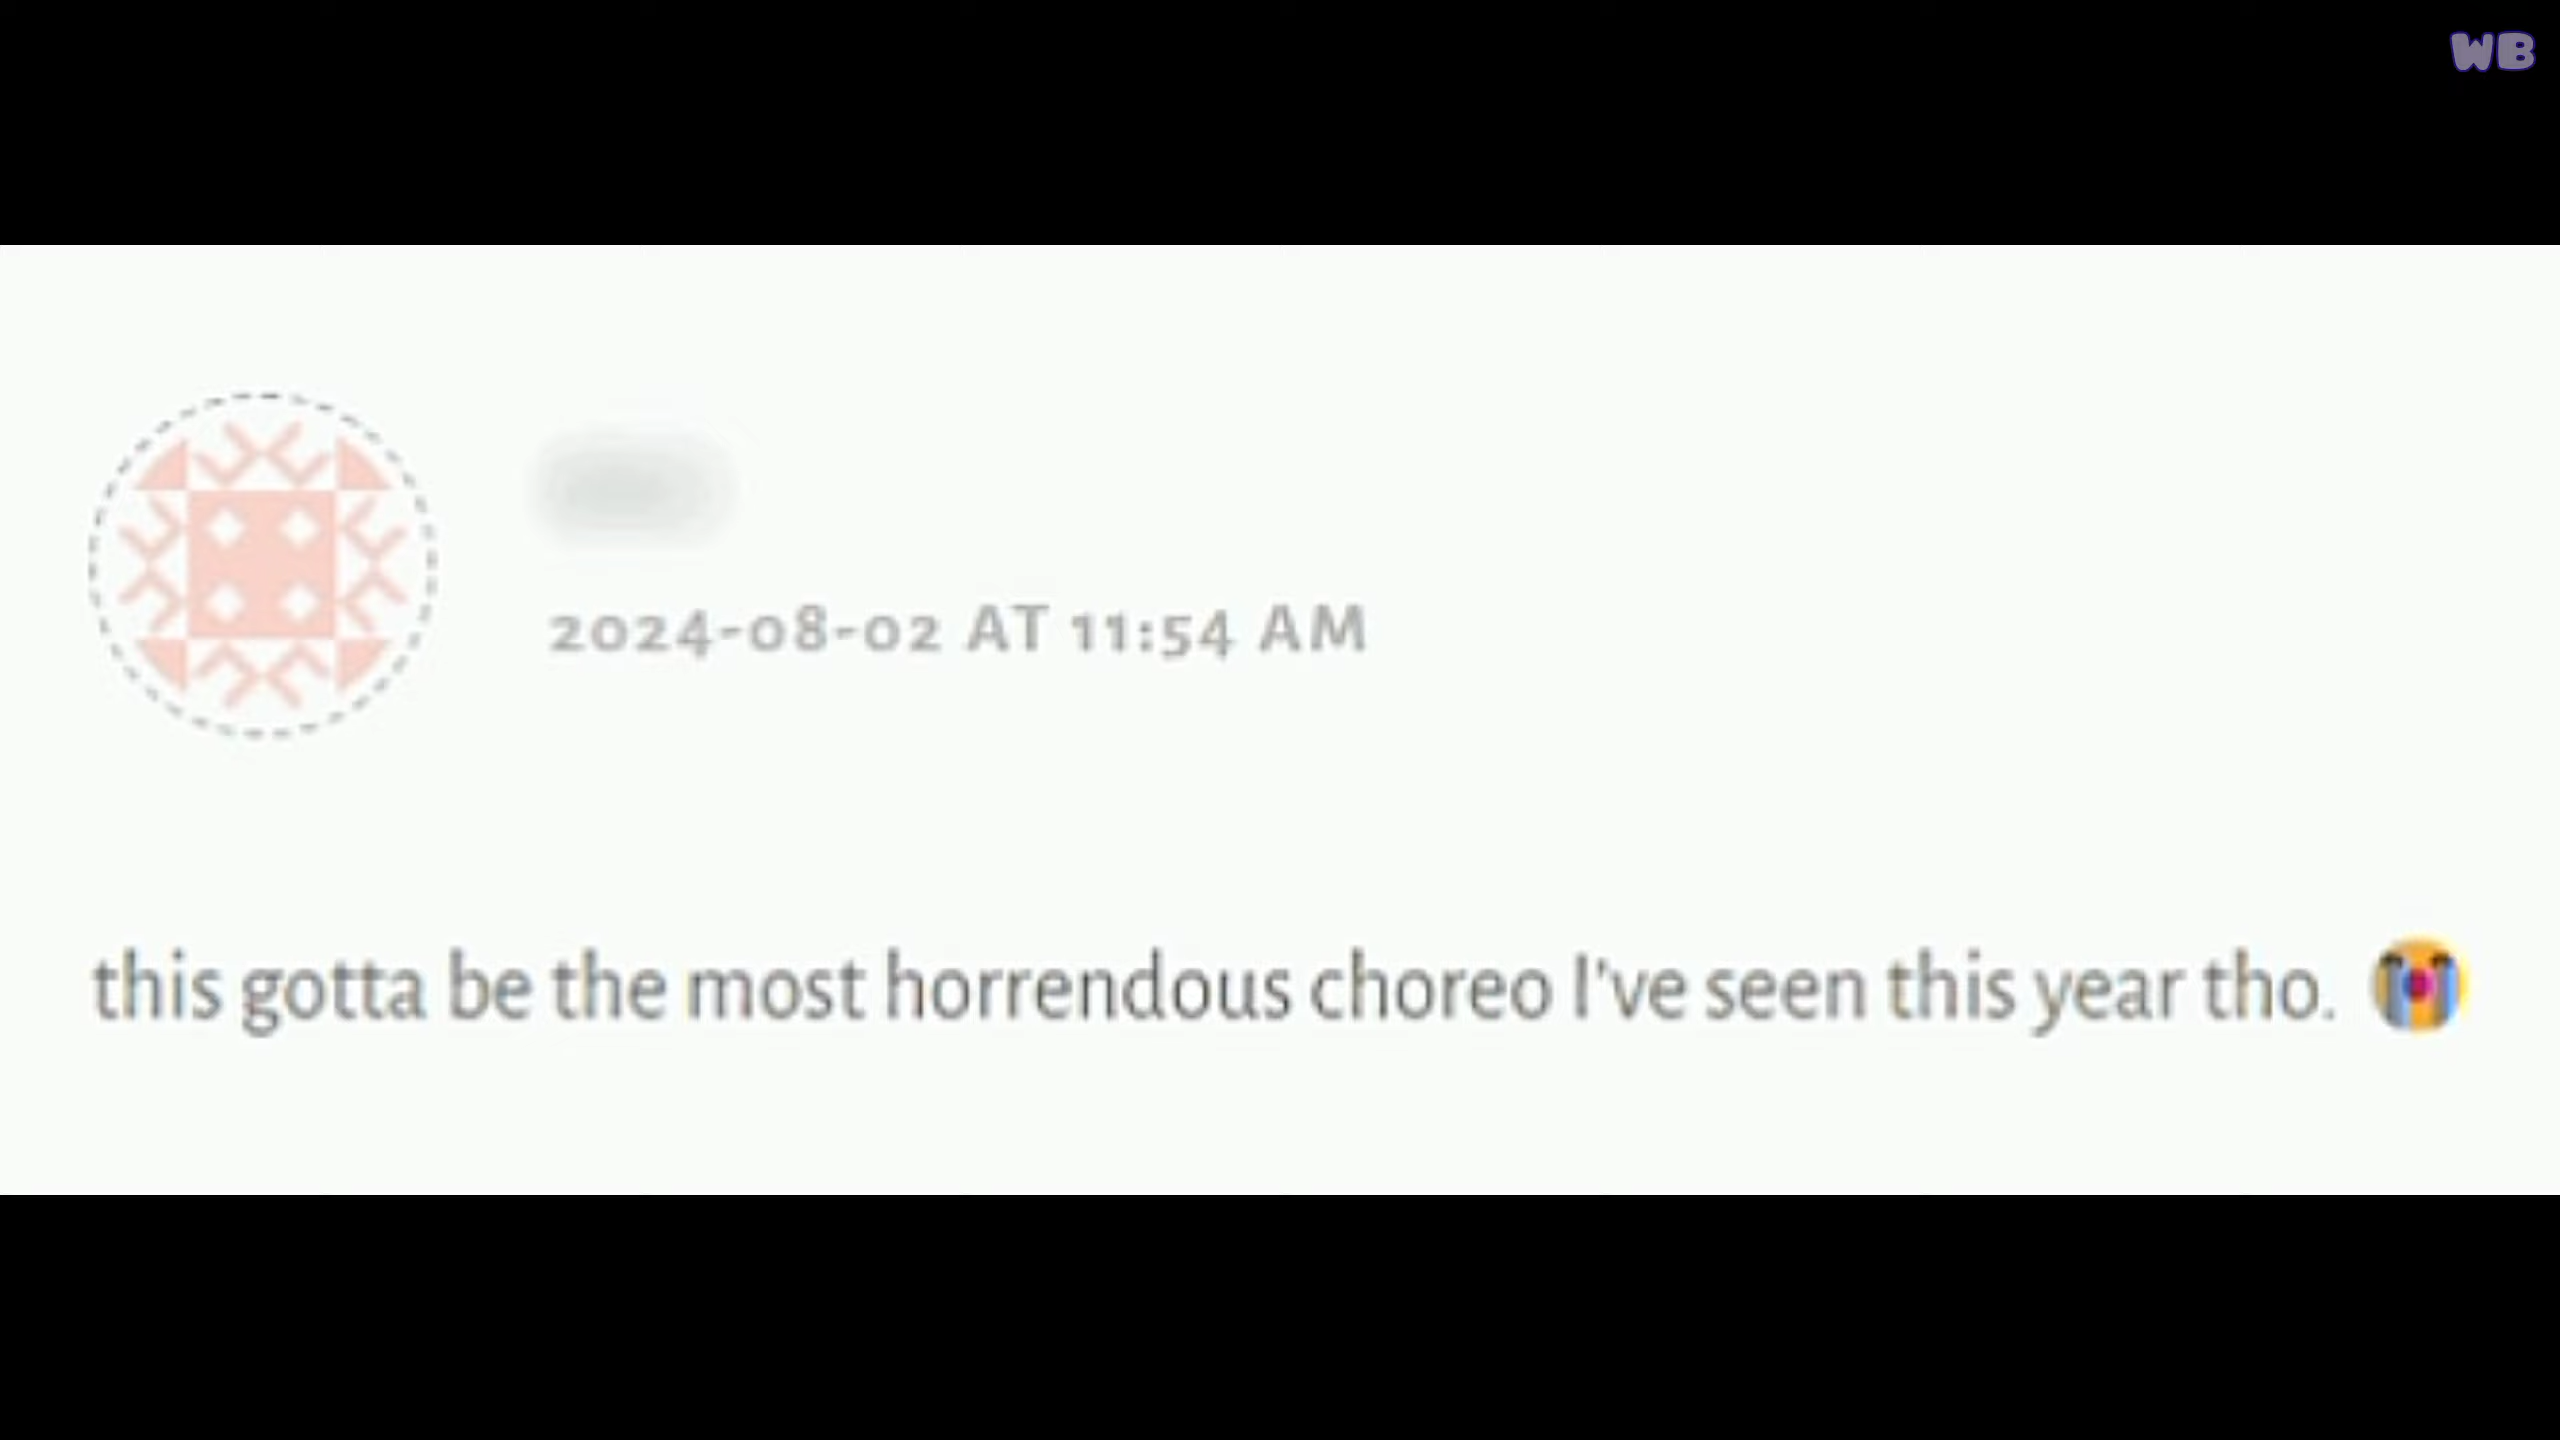 WB
2024-08-02 AT 11:54 AM
this gotta be the most horrendous choreo I've seen this year tho. 😭